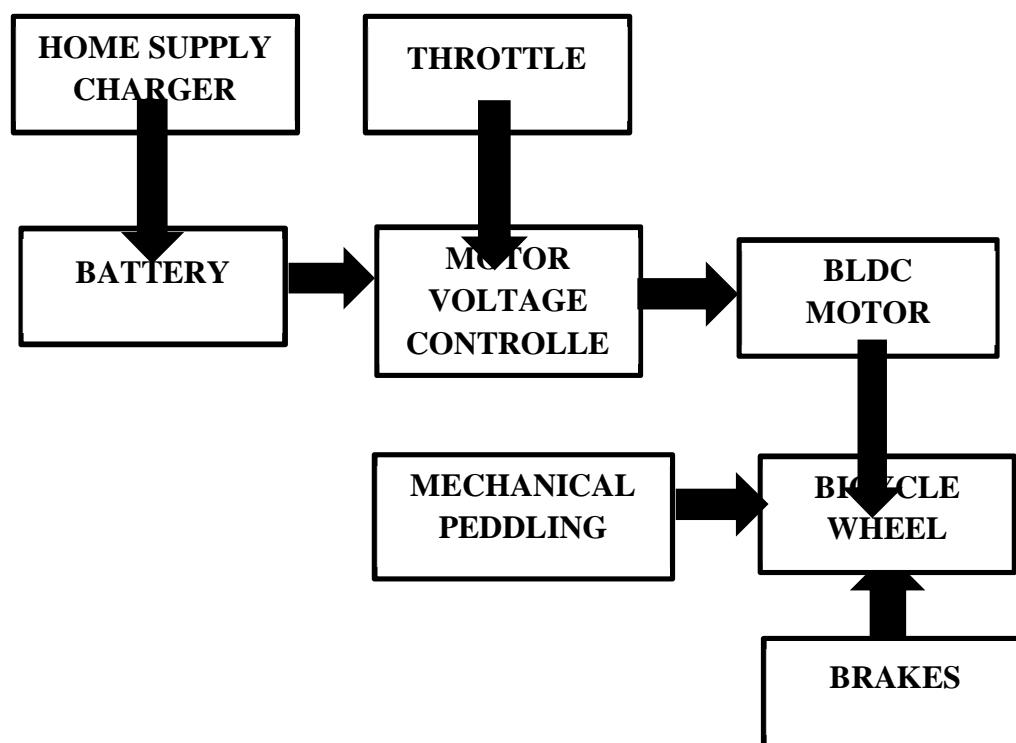 HOME SUPPLY
CHARGER
THROTTLE
BATTERY
MOTOR
VOLTAGE
CONTROLLE
BLDC
MOTOR
MECHANICAL
PEDDLING
BICYCLE
WHEEL
BRAKES